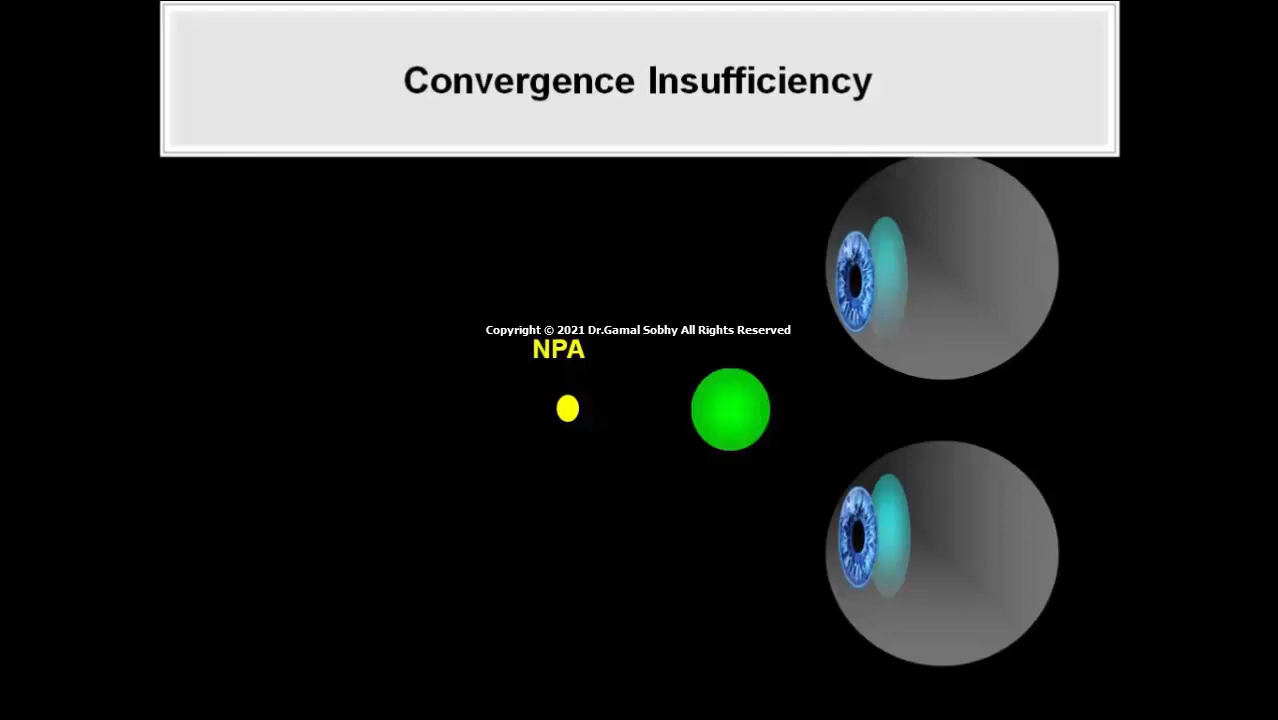 Convergence Insufficiency
Copyright © 2021 Dr.Gamal Sobhy All Rights Reserved
NPA